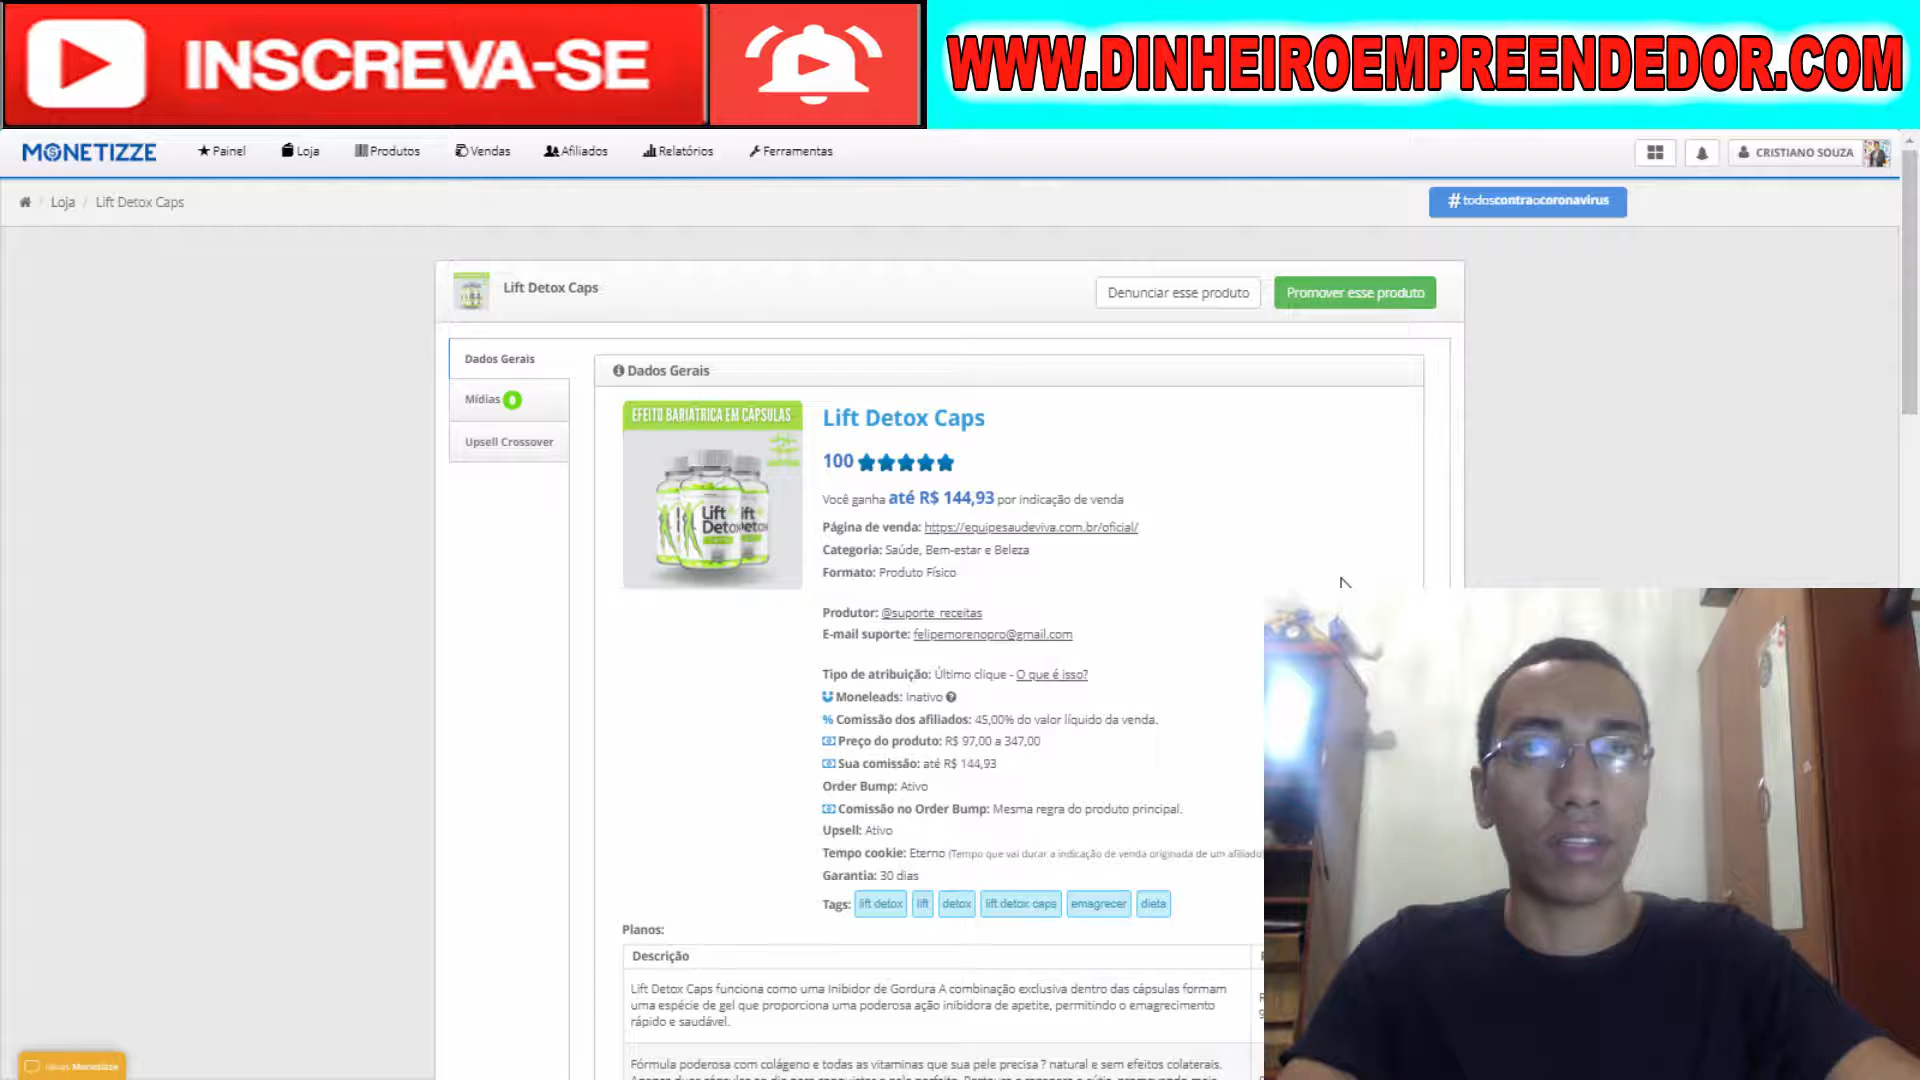 INSCREVA-SE
WWW.DINHEIROEMPREENDEDOR.COM
MONETIZZE
Painel
Loja
Produtos
Vendas
Afiliados
Relatórios
Ferramentas
CRISTIANO SOUZA
Loja / Lift Detox Caps
#todoscontraocoronavirus
Lift Detox Caps
Denunciar esse produto
Promover esse produto
Dados Gerais
Mídias 0
Upsell Crossover
Dados Gerais
EFEITO BARIATRICA EM CAPSULAS
Lift Detox
Lift Detox Caps
100
Você ganha até R$ 144,93 por indicação de venda
Página de venda: https://equipesaudeviva.com.br/oficial/
Categoria: Saúde, Bem-estar e Beleza
Formato: Produto Físico
Produtor: @suporte_receitas
E-mail suporte: felipemorenopro@gmail.com
Tipo de atribuição: Último clique - O que é isso?
Moneleads: Inativo
% Comissão dos afiliados: 45,00% do valor líquido da venda.
Preço do produto: R$ 97,00 a 347,00
Sua comissão: até R$ 144,93
Order Bump: Ativo
Comissão no Order Bump: Mesma regra do produto principal.
Upsell: Ativo
Tempo cookie: Eterno (Tempo que vai durar a indicação de venda originada de um afiliado)
Garantia: 30 dias
Tags: lift detox lift detox lift detox caps emagrecer dieta
Planos:
Descrição
Lift Detox Caps funciona como uma Inibidor de Gordura A combinação exclusiva dentro das cápsulas formam
uma espécie de gel que proporciona uma poderosa ação inibidora de apetite, permitindo o emagrecimento
rápido e saudável.
Fórmula poderosa com colágeno e todas as vitaminas que sua pele precisa ? natural e sem efeitos colaterais.
Ideias Monetizze